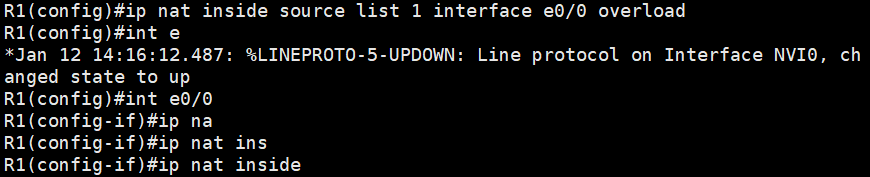 R1(config)#ip nat inside source list 1 interface e0/0 overload
R1(config)#int e
*Jan 12 14:16:12.487: %LINEPROTO-5-UPDOWN: Line protocol on Interface NVI0, ch
anged state to up
R1(config)#int e0/0
R1(config-if)#ip na
R1(config-if)#ip nat ins
R1(config-if)#ip nat inside